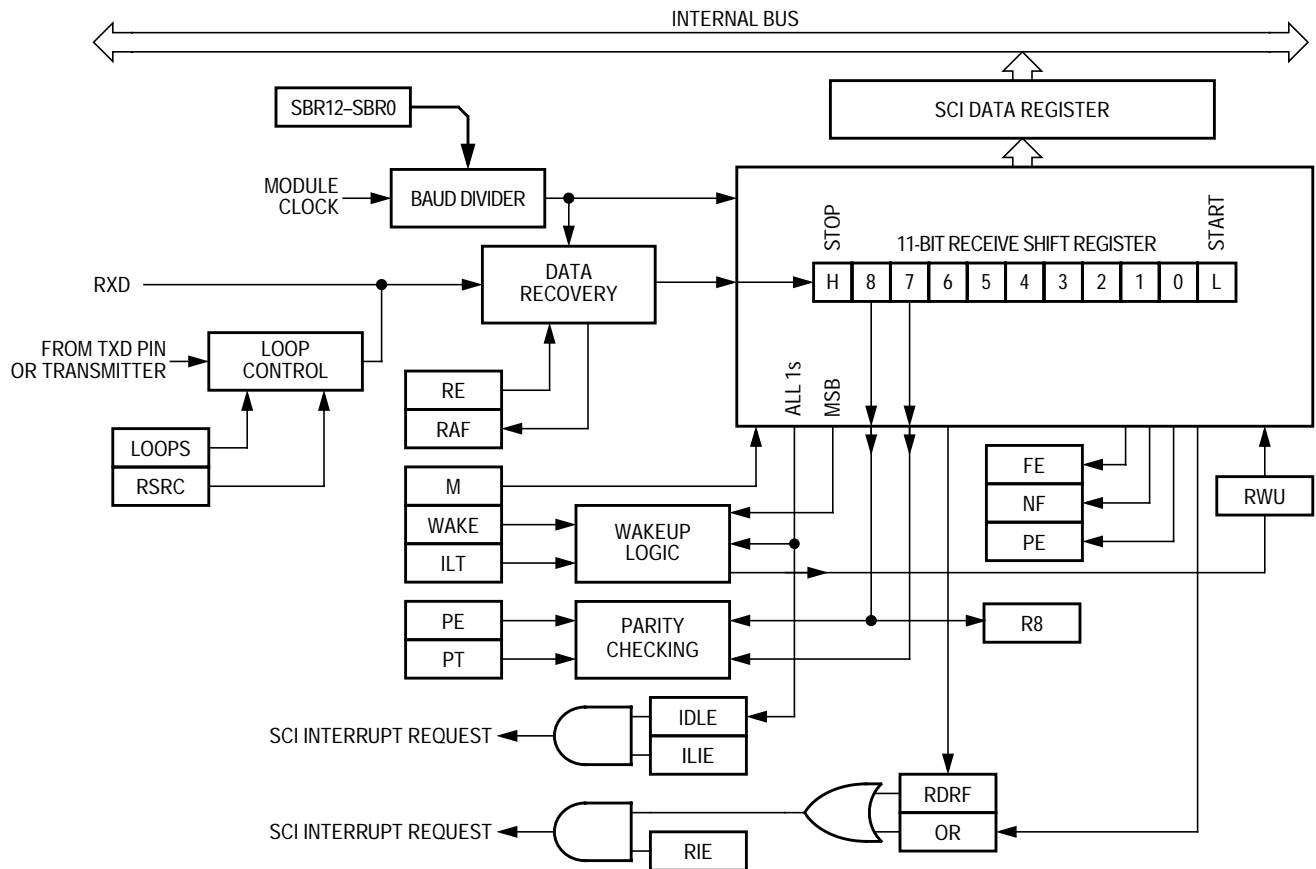 INTERNAL BUS
SBR12–SBR0
SCI DATA REGISTER
MODULE
CLOCK
BAUD DIVIDER
STOP
START
11-BIT RECEIVE SHIFT REGISTER
H 8 7 6 5 4 3 2 1 0 L
RXD
DATA
RECOVERY
FROM TXD PIN
OR TRANSMITTER
LOOP
CONTROL
ALL 1s
MSB
RE
RAF
LOOPS
RSRC
M
WAKE
ILT
WAKEUP
LOGIC
FE
NF
PE
RWU
PE
PT
PARITY
CHECKING
R8
SCI INTERRUPT REQUEST
IDLE
ILIE
RDRF
OR
SCI INTERRUPT REQUEST
RIE